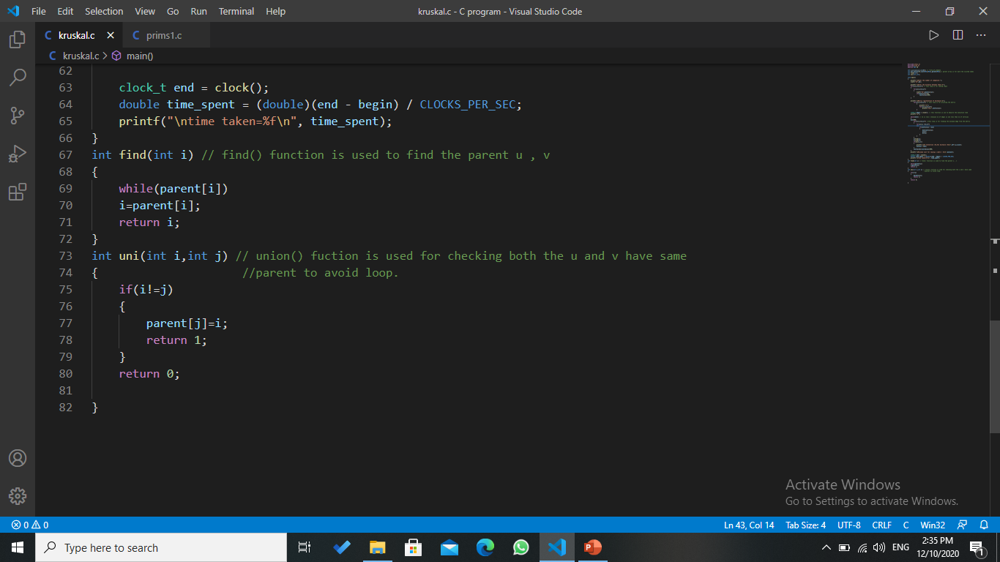 File Edit Selection View Go Run Terminal Help kruskal.c - C program - Visual Studio Code
C kruskal.c C prims1.c
C kruskal.c > main()
62
63 clock_t end = clock();
64 double time_spent = (double)(end - begin) / CLOCKS_PER_SEC;
65 printf("\ntime taken=%f\n", time_spent);
66 }
67 int find(int i) // find() function is used to find the parent u , v
68 {
69 while(parent[i])
70 i=parent[i];
71 return i;
72 }
73 int uni(int i,int j) // union() fuction is used for checking both the u and v have same
74 { //parent to avoid loop.
75 if(i!=j)
76 {
77 parent[j]=i;
78 return 1;
79 }
80 return 0;
81
82 }
Activate Windows
Go to Settings to activate Windows.
0 0 Ln 43, Col 14 Tab Size: 4 UTF-8 CRLF C Win32
Type here to search P ENG 2:35 PM
12/10/2020 1